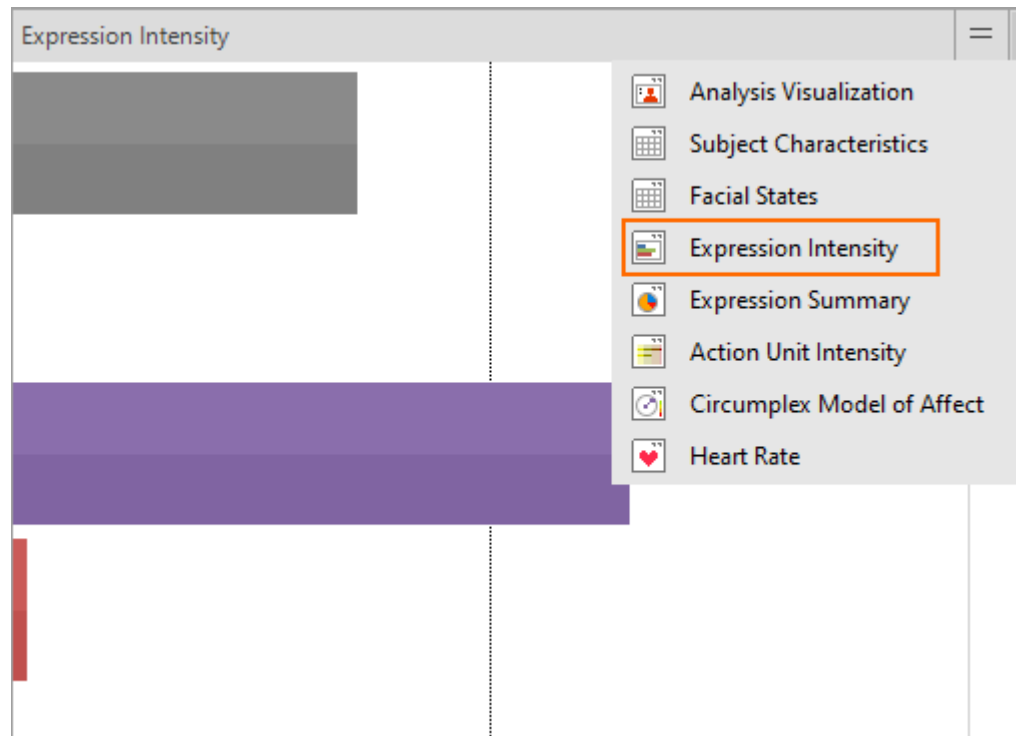 Expression Intensity
Analysis Visualization
Subject Characteristics
Facial States
Expression Intensity
Expression Summary
Action Unit Intensity
Circumplex Model of Affect
Heart Rate